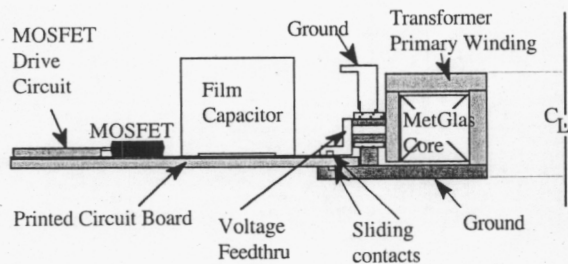 MOSFET
Drive
Circuit
MOSFET
Film
Capacitor
Ground
Transformer
Primary Winding
MetGlas
Core
C_L
Printed Circuit Board
Voltage
Feedthru
Sliding
contacts
Ground